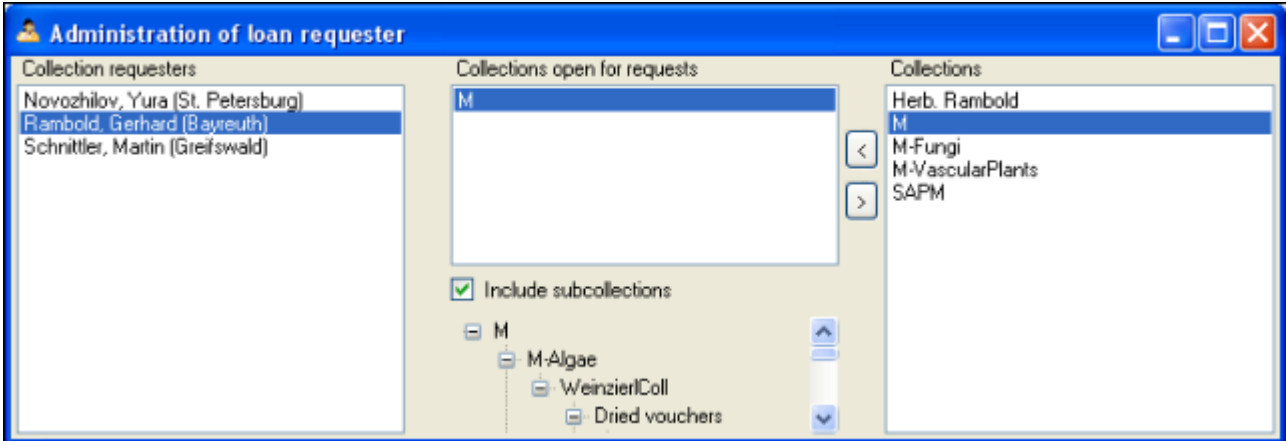 Administration of loan requester
Collection requesters
Novozhilov, Yura (St. Petersburg)
Rambold, Gerhard (Bayreuth)
Schnittler, Martin (Greifswald)
Collections open for requests
M
<
>
Include subcollections
M
M-Algae
WeinzierlColl
Dried vouchers
Collections
Herb. Rambold
M
M-Fungi
M-VascularPlants
SAPM